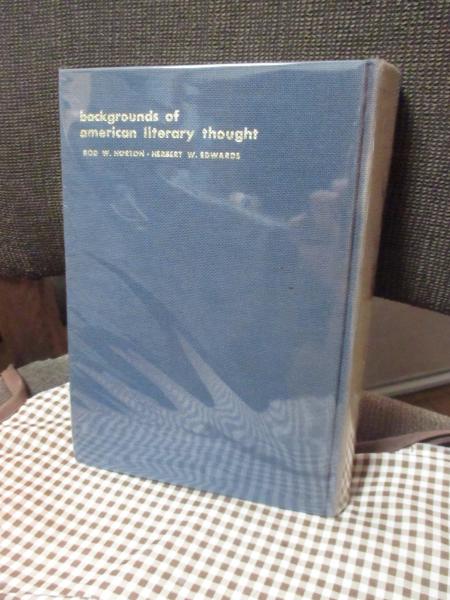 backgrounds of
american literary thought
ROD W. HORTON • HERBERT W. EDWARDS